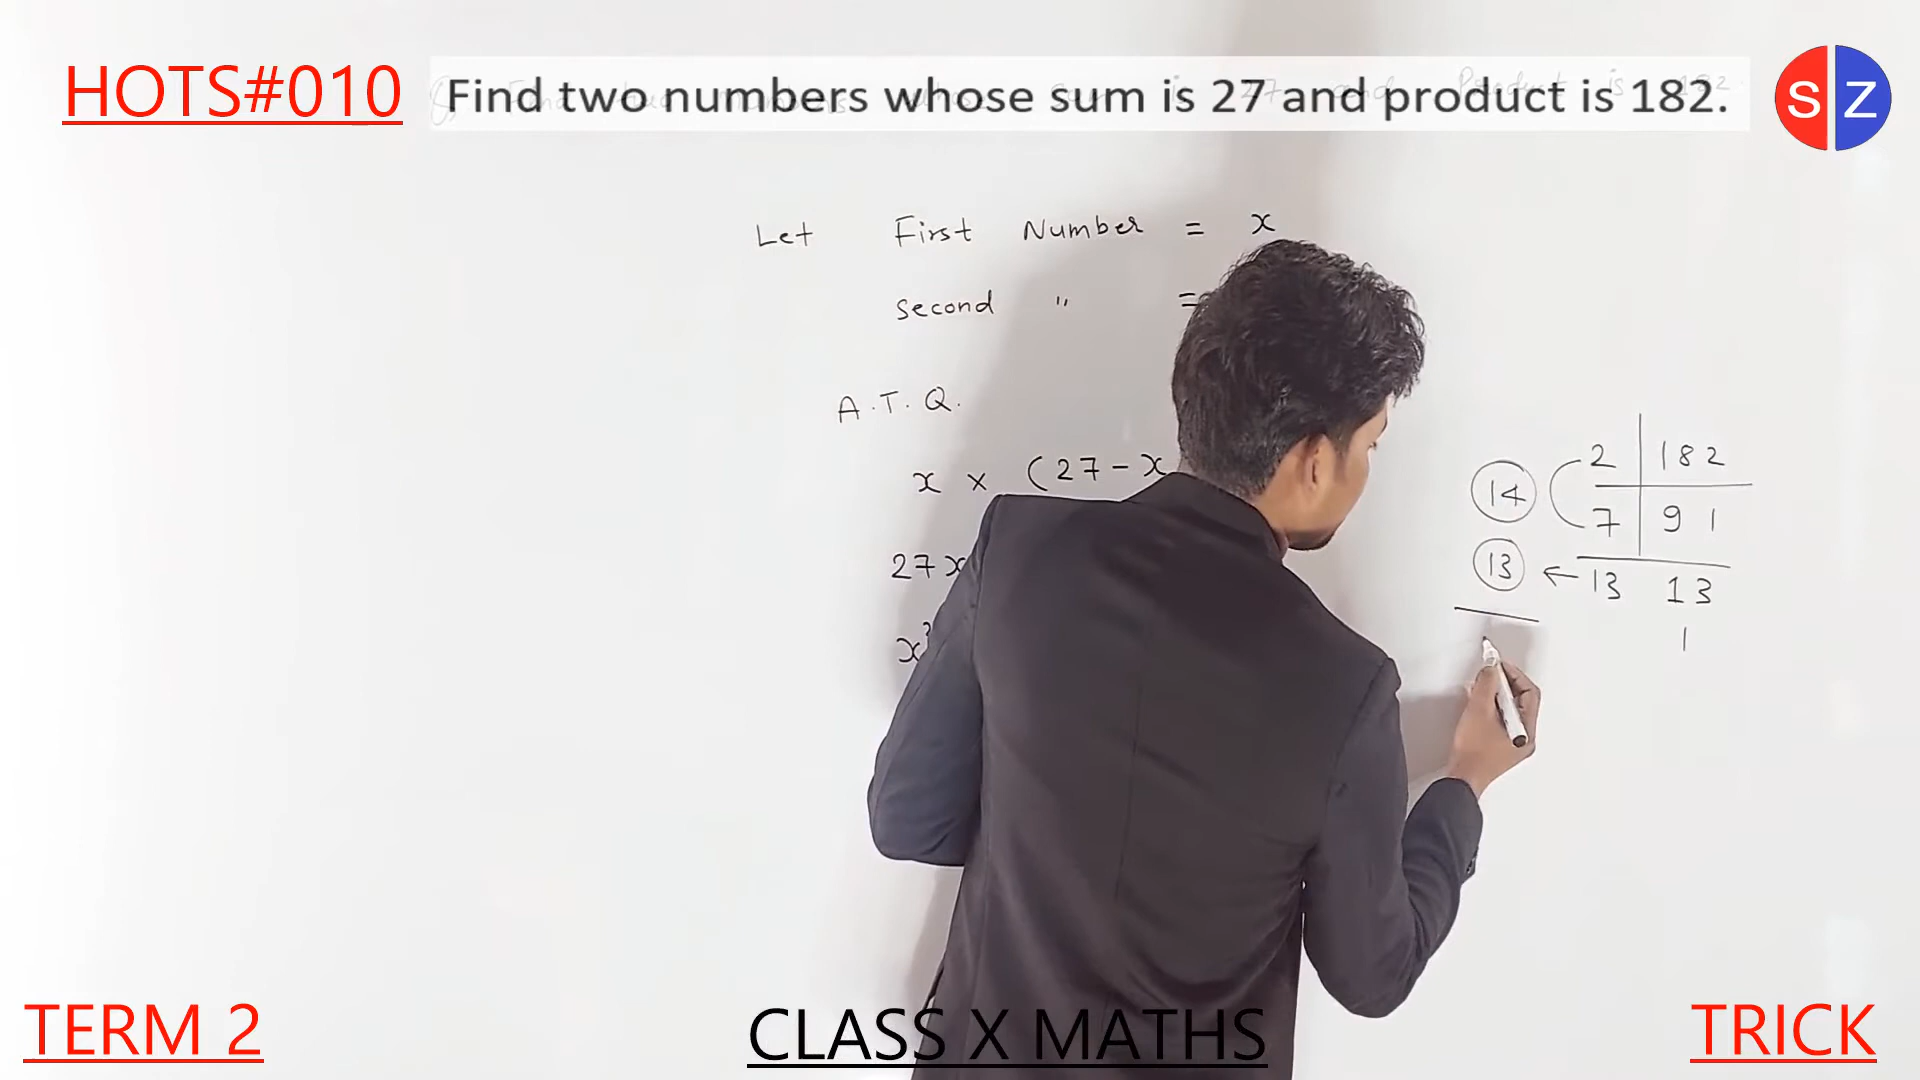 HOTS#010
Find two numbers whose sum is 27 and product is 182.
S Z
Let First Number = x
second " =
A.T.Q.
x × (27 - x
27x
x²
2 | 182
14
7 | 91
13 ← 13 13
1
TERM 2
CLASS X MATHS
TRICK